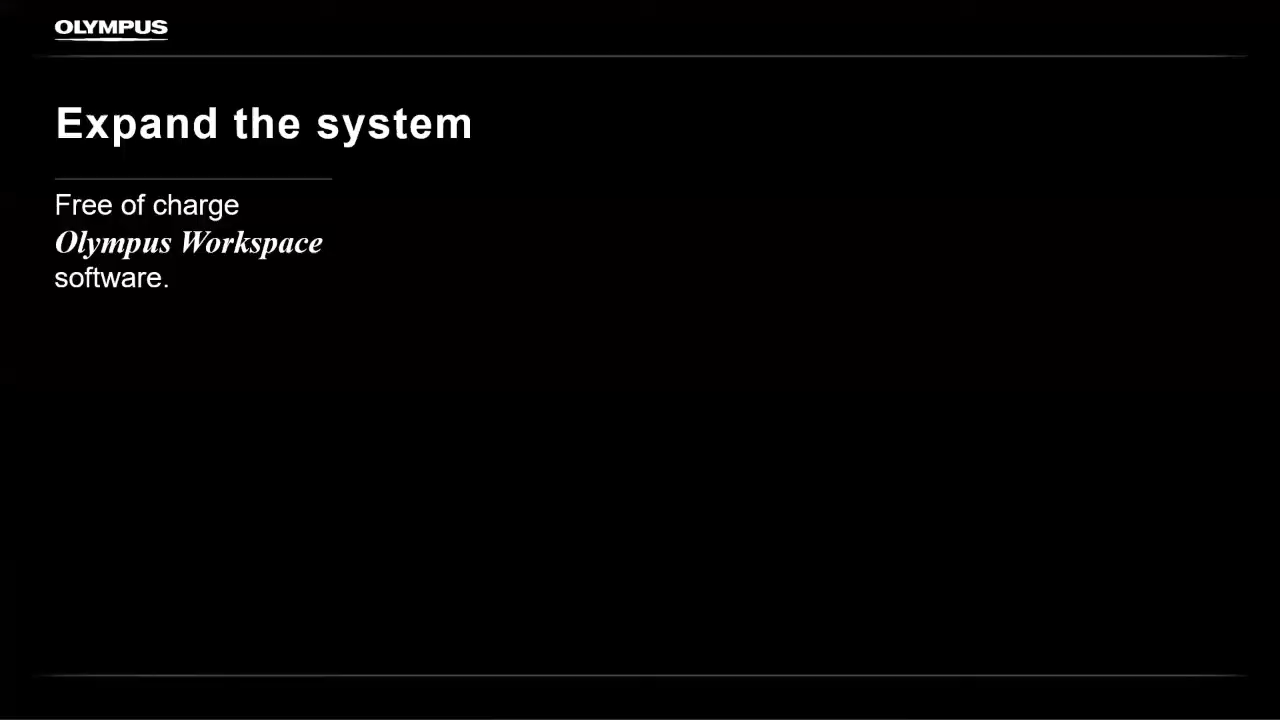 OLYMPUS
Expand the system
Free of charge
Olympus Workspace
software.